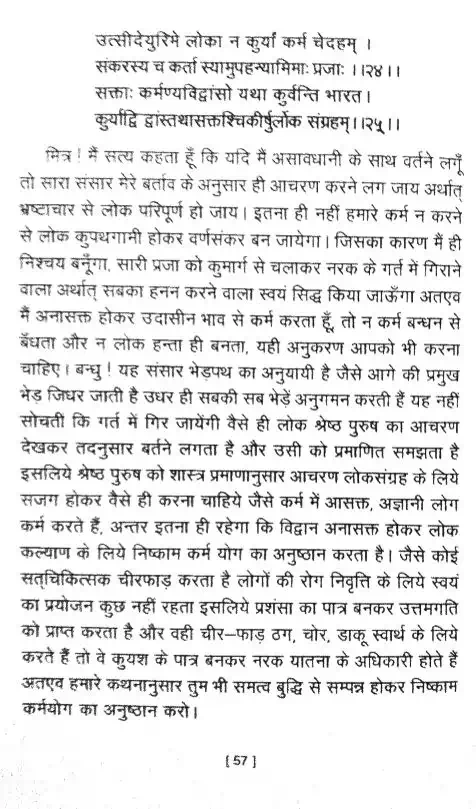 उत्सीदेयुरिमे लोका न कुर्यां कर्म चेदहम् ।
संकरस्य च कर्ता स्यामुपहन्यामिमाः प्रजाः ।।२४।।
सक्ताः कर्मण्यविद्वांसो यथा कुर्वन्ति भारत।
कुर्याद्वि द्वांस्तथासक्तश्चिकीर्षुर्लोक संग्रहम्।।२५।।
मित्र ! मैं सत्य कहता हूँ कि यदि मैं असावधानी के साथ वर्तने लगूँ
तो सारा संसार मेरे बर्ताव के अनुसार ही आचरण करने लग जाय अर्थात्
भ्रष्टाचार से लोक परिपूर्ण हो जाय। इतना ही नहीं हमारे कर्म न करने
से लोक कुपथगामी होकर वर्णसंकर बन जायेगा। जिसका कारण मैं ही
निश्चय बनूँगा, सारी प्रजा को कुमार्ग से चलाकर नरक के गर्त में गिराने
वाला अर्थात् सबका हनन करने वाला स्वयं सिद्ध किया जाऊँगा अतएव
मैं अनासक्त होकर उदासीन भाव से कर्म करता हूँ, तो न कर्म बन्धन से
बँधता और न लोक हन्ता ही बनता, यही अनुकरण आपको भी करना
चाहिए। बन्धु ! यह संसार भेड़पथ का अनुयायी है जैसे आगे की प्रमुख
भेड़ जिधर जाती है उधर ही सबकी सब भेड़ें अनुगमन करती हैं यह नहीं
सोचतीं कि गर्त में गिर जायेंगी वैसे ही लोक श्रेष्ठ पुरुष का आचरण
देखकर तदनुसार बर्तने लगता है और उसी को प्रमाणित समझता है
इसलिये श्रेष्ठ पुरुष को शास्त्र प्रमाणानुसार आचरण लोकसंग्रह के लिये
सजग होकर वैसे ही करना चाहिये जैसे कर्म में आसक्त, अज्ञानी लोग
कर्म करते हैं, अन्तर इतना ही रहेगा कि विद्वान अनासक्त होकर लोक
कल्याण के लिये निष्काम कर्म योग का अनुष्ठान करता है। जैसे कोई
सत्चिकित्सक चीरफाड़ करता है लोगों की रोग निवृत्ति के लिये स्वयं
का प्रयोजन कुछ नहीं रहता इसलिये प्रशंसा का पात्र बनकर उत्तमगति
को प्राप्त करता है और वही चीर–फाड़ ठग, चोर, डाकू स्वार्थ के लिये
करते हैं तो वे कुयश के पात्र बनकर नरक यातना के अधिकारी होते हैं
अतएव हमारे कथनानुसार तुम भी समत्व बुद्धि से सम्पन्न होकर निष्काम
कर्मयोग का अनुष्ठान करो।
[ 57 ]